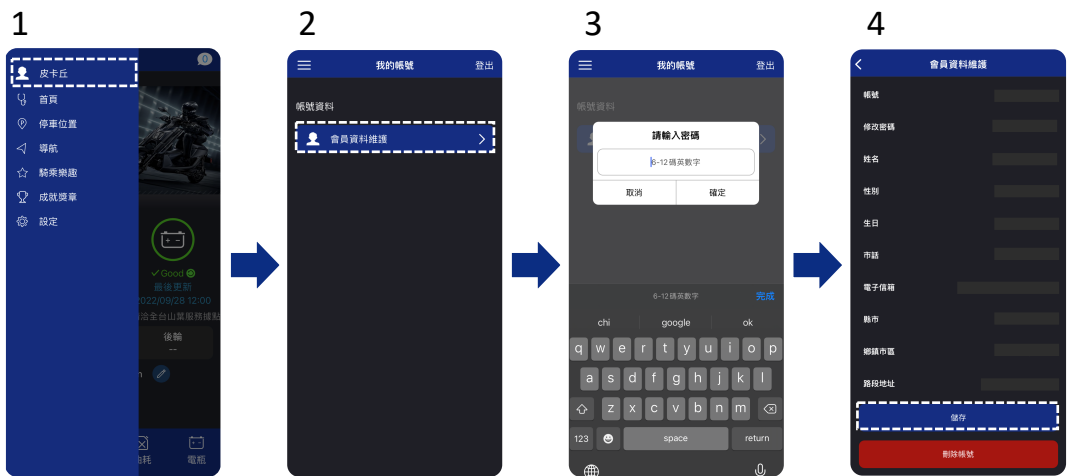 1
2
3
4
皮卡丘
首頁
停車位置
導航
騎乘樂趣
成就獎章
設定
0
Good
最後更新
2022/09/28 12:00
洽全台山葉服務據點
後輪
--
油耗
電瓶
我的帳號
登出
帳號資料
會員資料維護
我的帳號
登出
帳號資料
請輸入密碼
6-12碼英數字
取消
確定
6-12碼英數字
完成
chi
google
ok
q w e r t y u i o p
a s d f g h j k l
z x c v b n m
123
space
return
會員資料維護
帳號
修改密碼
姓名
性別
生日
市話
電子信箱
縣市
鄉鎮市區
路段地址
儲存
刪除帳號